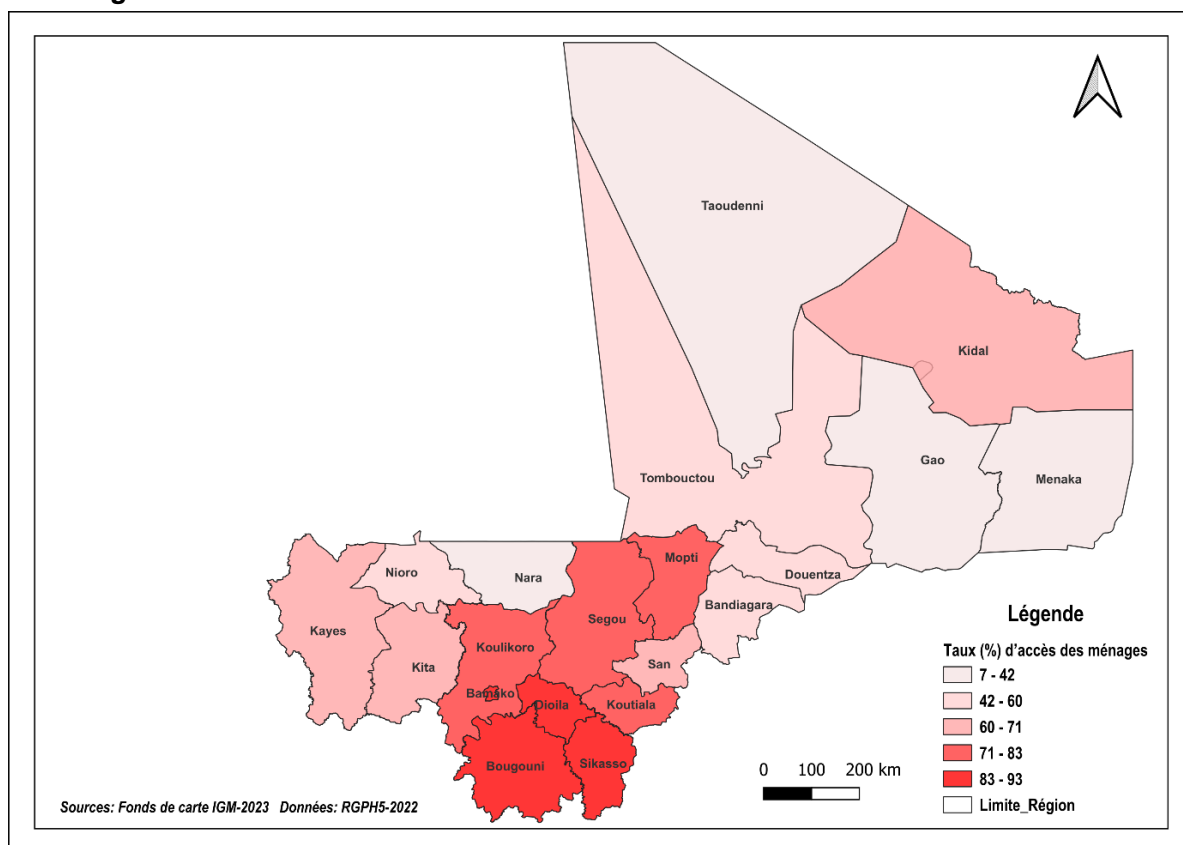 Taoudenni
Kidal
Gao
Menaka
Tombouctou
Mopti
Douentza
Nioro
Nara
Bandiagara
Segou
Kayes
Koulikoro
Kita
San
Bamako
Dioila
Koutiala
Bougouni
Sikasso
Légende
Taux (%) d'accès des ménages
7 - 42
42 - 60
60 - 71
71 - 83
83 - 93
Limite_Région
0 100 200 km
Sources: Fonds de carte IGM-2023 Données: RGPH5-2022